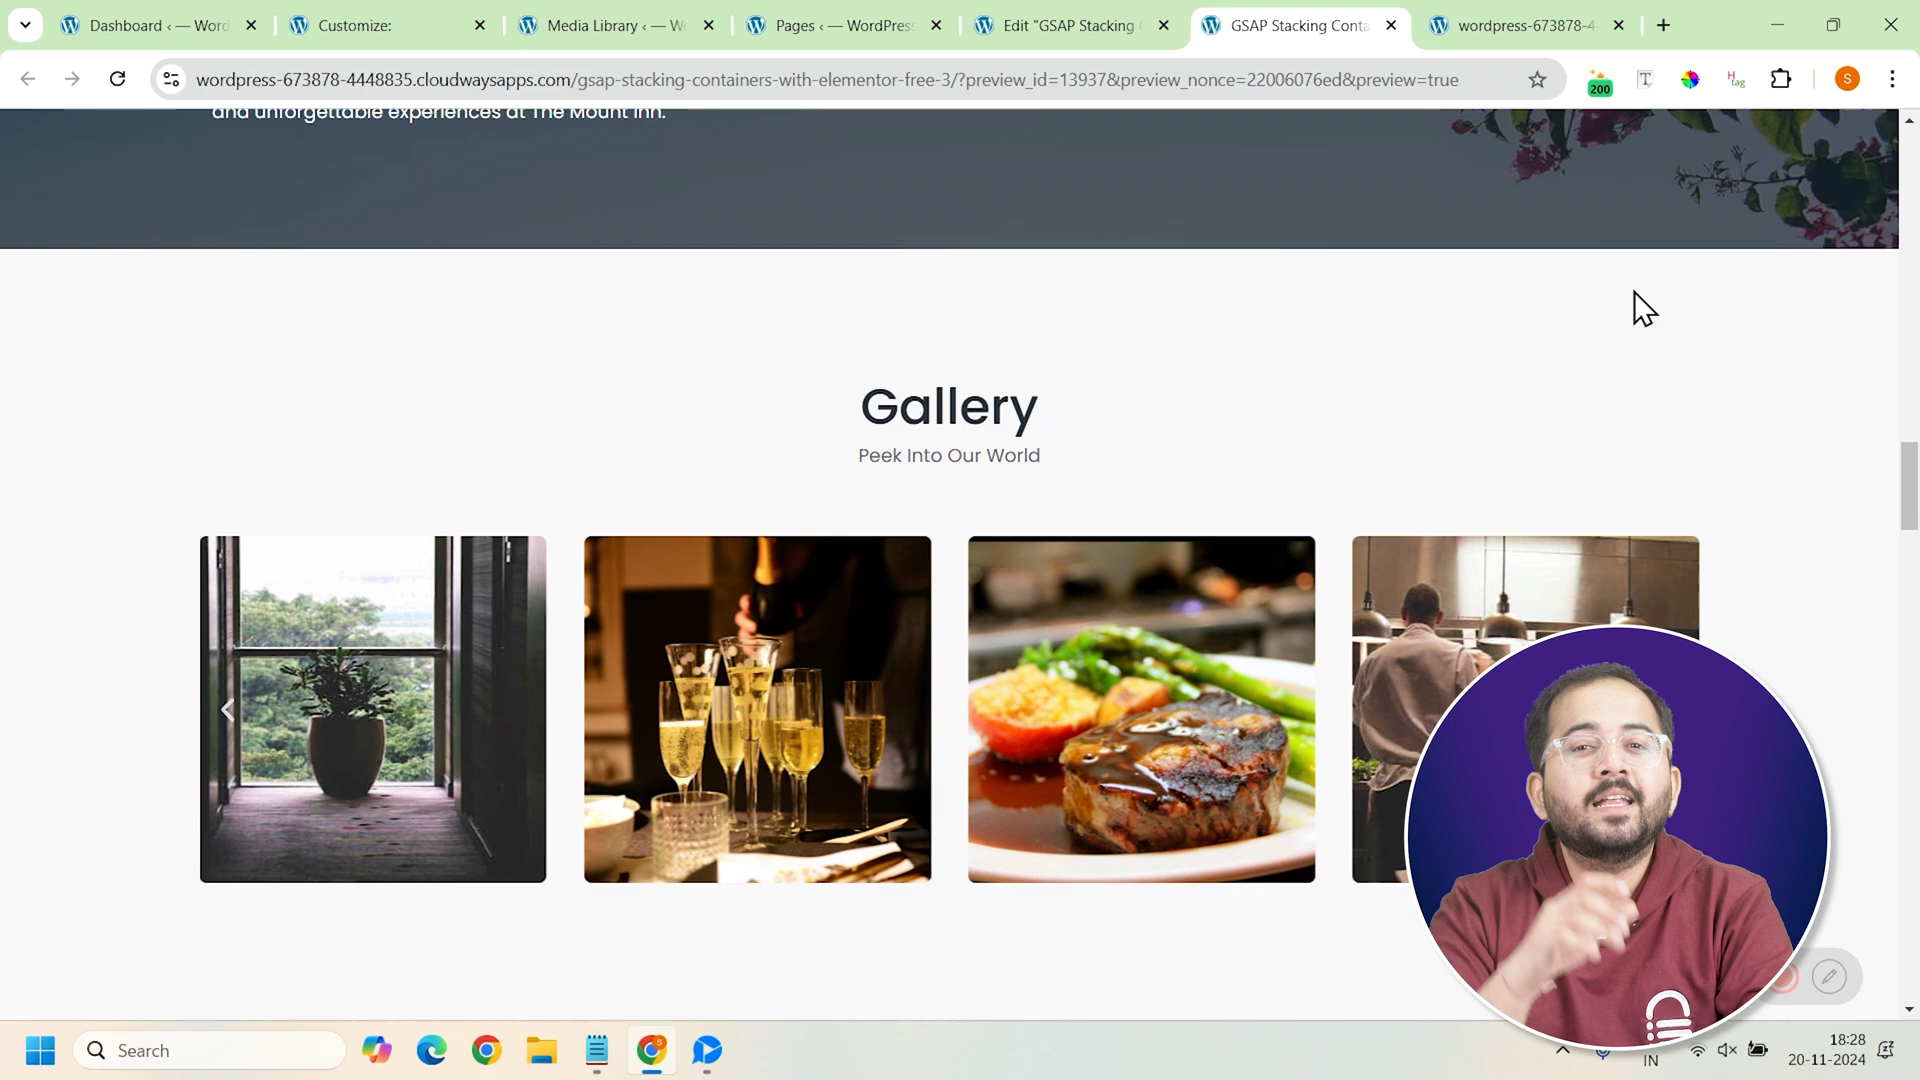 Dashboard ‹ — Word
Customize:
Media Library ‹ — Wo
Pages ‹ — WordPress
Edit "GSAP Stacking
GSAP Stacking Conta
wordpress-673878-4
wordpress-673878-4448835.cloudwaysapps.com/gsap-stacking-containers-with-elementor-free-3/?preview_id=13937&preview_nonce=22006076ed&preview=true
200
T
H
tag
S
and unforgettable experiences at The Mount Inn.
Gallery
Peek Into Our World
Search
IN
18:28
20-11-2024